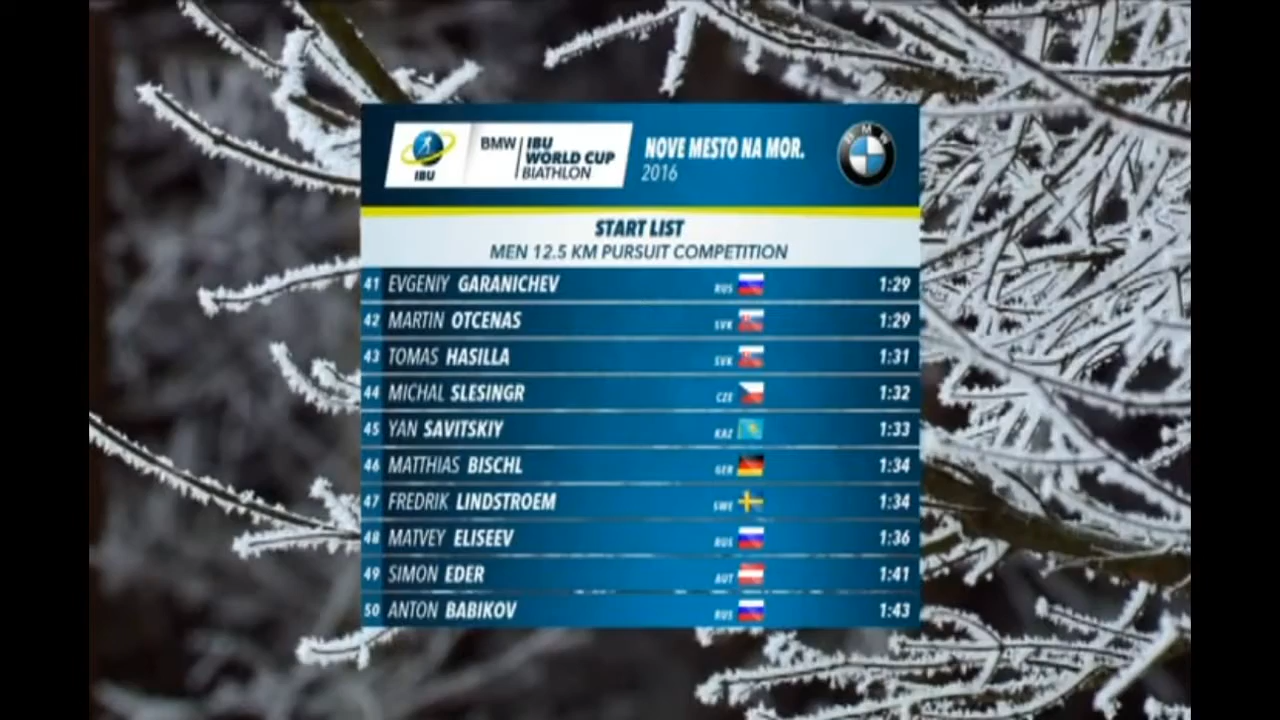 IBU
BMW IBU
WORLD CUP
BIATHLON
NOVE MESTO NA MOR.
2016
BMW
START LIST
MEN 12.5 KM PURSUIT COMPETITION
41 EVGENIY GARANICHEV RUS 1:29
42 MARTIN OTCENAS SVK 1:29
43 TOMAS HASILLA SVK 1:31
44 MICHAL SLESINGR CZE 1:32
45 YAN SAVITSKIY KAZ 1:33
46 MATTHIAS BISCHL GER 1:34
47 FREDRIK LINDSTROEM SWE 1:34
48 MATVEY ELISEEV RUS 1:36
49 SIMON EDER AUT 1:41
50 ANTON BABIKOV RUS 1:43